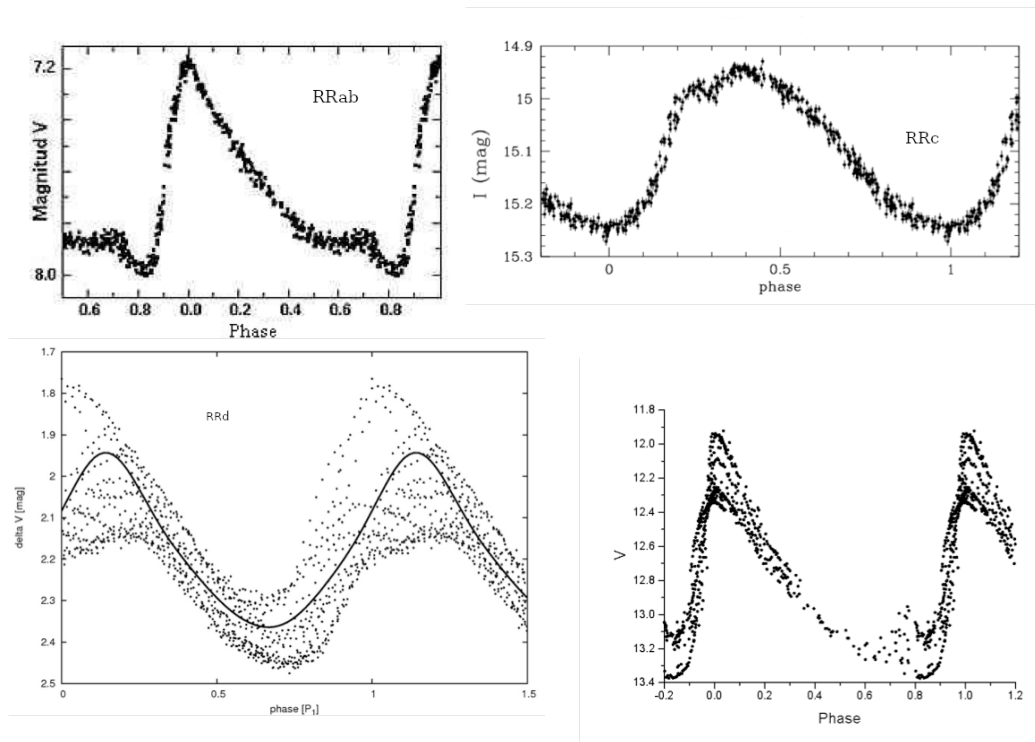 7.2
8.0
Magnitud V
RRab
0.6 0.8 0.0 0.2 0.4 0.6 0.8
Phase
14.9
15
15.1
15.2
15.3
I (mag)
RRc
0 0.5 1
phase
1.7
1.8
1.9
2
2.1
2.2
2.3
2.4
2.5
delta V [mag]
RRd
0 0.5 1 1.5
phase [P1]
11.8
12.0
12.2
12.4
12.6
12.8
13.0
13.2
13.4
V
-0.2 0.0 0.2 0.4 0.6 0.8 1.0 1.2
Phase